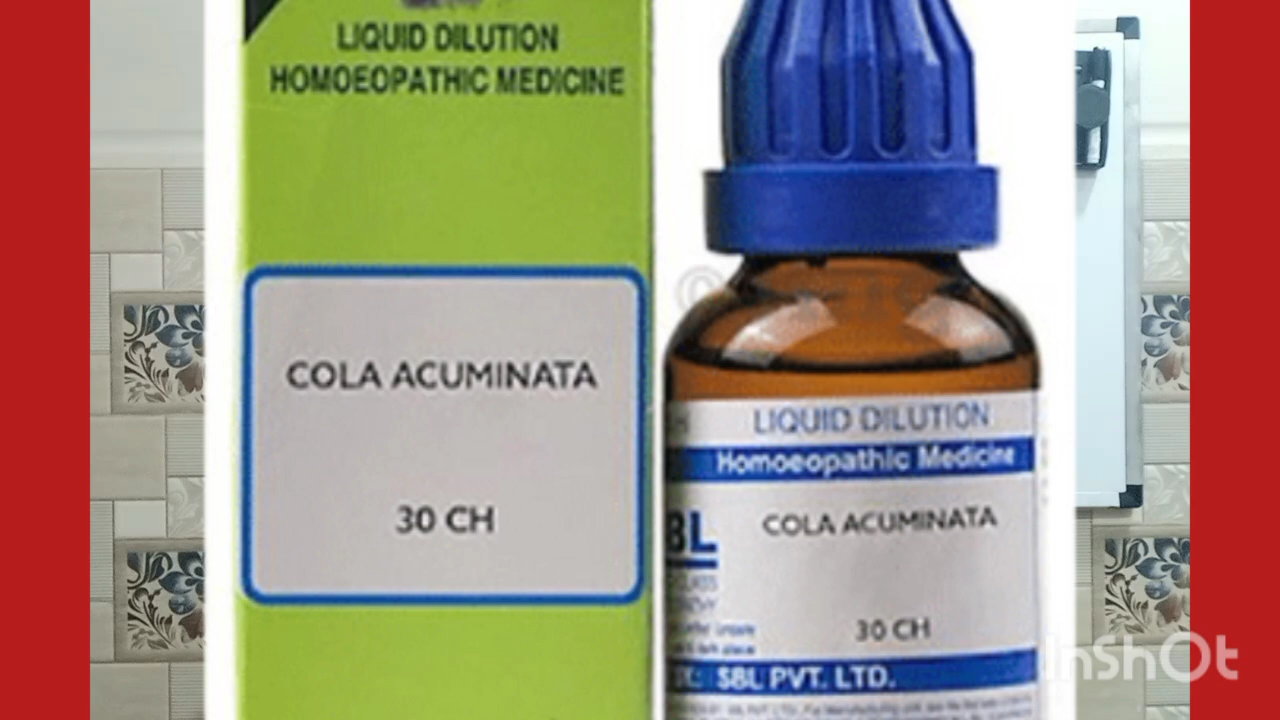 LIQUID DILUTION
HOMOEOPATHIC MEDICINE
COLA ACUMINATA
30 CH
LIQUID DILUTION
Homoeopathic Medicine
BL
COLA ACUMINATA
30 CH
SBL PVT. LTD.
InShOt